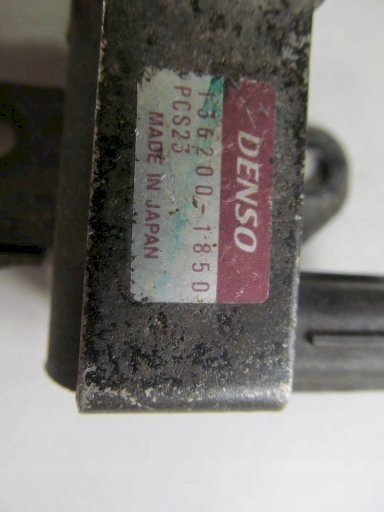 DENSO
136200-1850
PCS23
MADE IN JAPAN